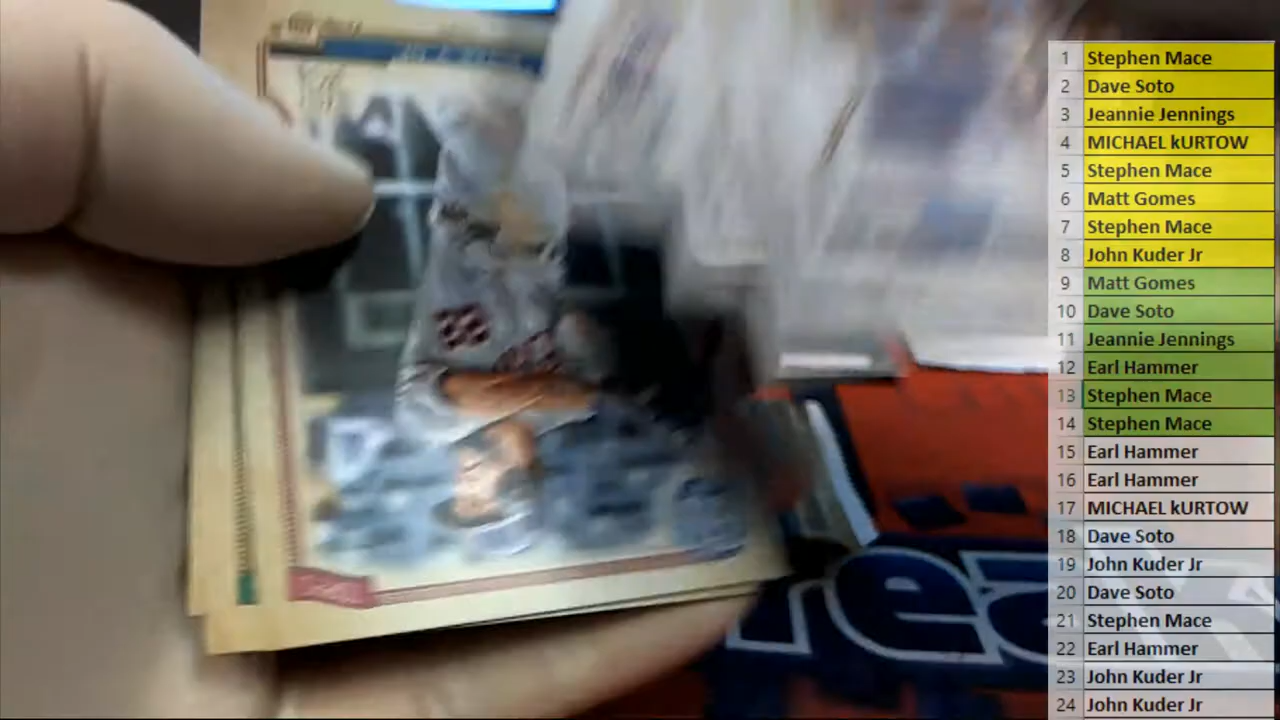 1 Stephen Mace
2 Dave Soto
3 Jeannie Jennings
4 MICHAEL kURTOW
5 Stephen Mace
6 Matt Gomes
7 Stephen Mace
8 John Kuder Jr
9 Matt Gomes
10 Dave Soto
11 Jeannie Jennings
12 Earl Hammer
13 Stephen Mace
14 Stephen Mace
15 Earl Hammer
16 Earl Hammer
17 MICHAEL kURTOW
18 Dave Soto
19 John Kuder Jr
20 Dave Soto
21 Stephen Mace
22 Earl Hammer
23 John Kuder Jr
24 John Kuder Jr